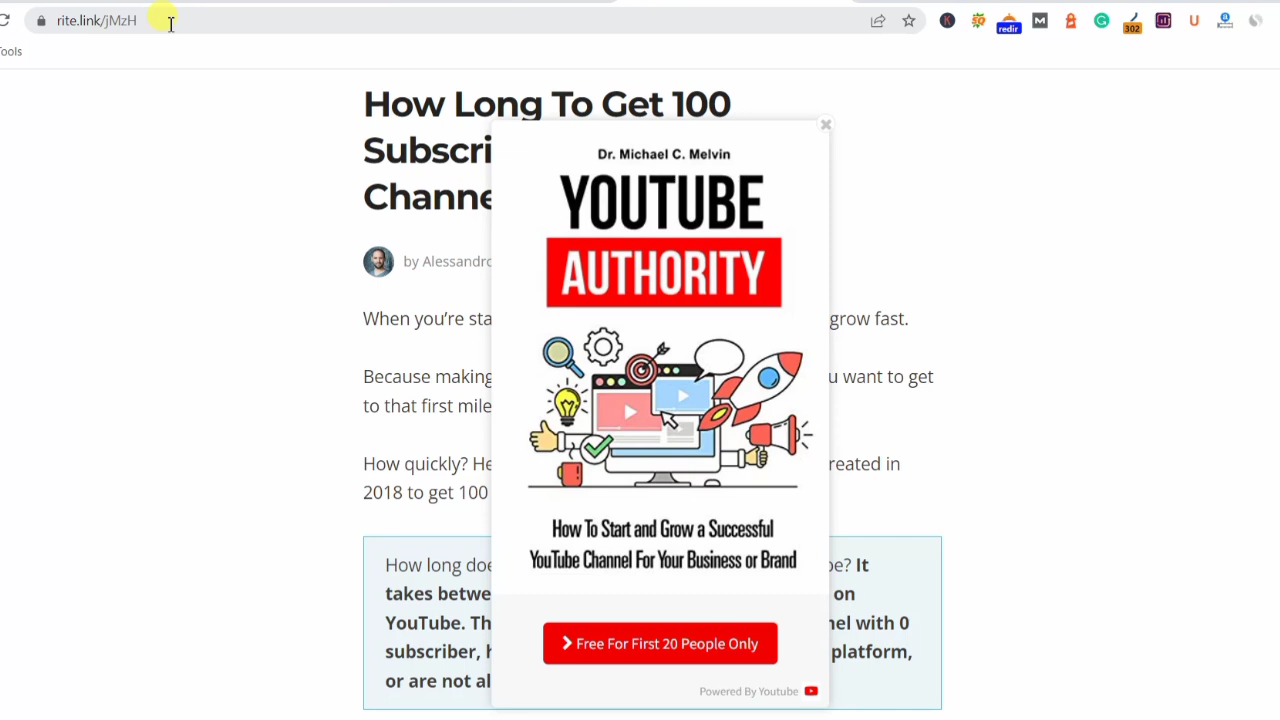 rite.link/jMzH
redir
302
Tools
How Long To Get 100
Subscri
Channe
by Alessandro
When you're sta
grow fast.
Because making
u want to get
to that first mile
How quickly? He
reated in
2018 to get 100
How long doe
be? It
takes betwe
on
YouTube. Th
nel with 0
subscriber, h
platform,
or are not al
Dr. Michael C. Melvin
YOUTUBE
AUTHORITY
How To Start and Grow a Successful
YouTube Channel For Your Business or Brand
Free For First 20 People Only
Powered By Youtube